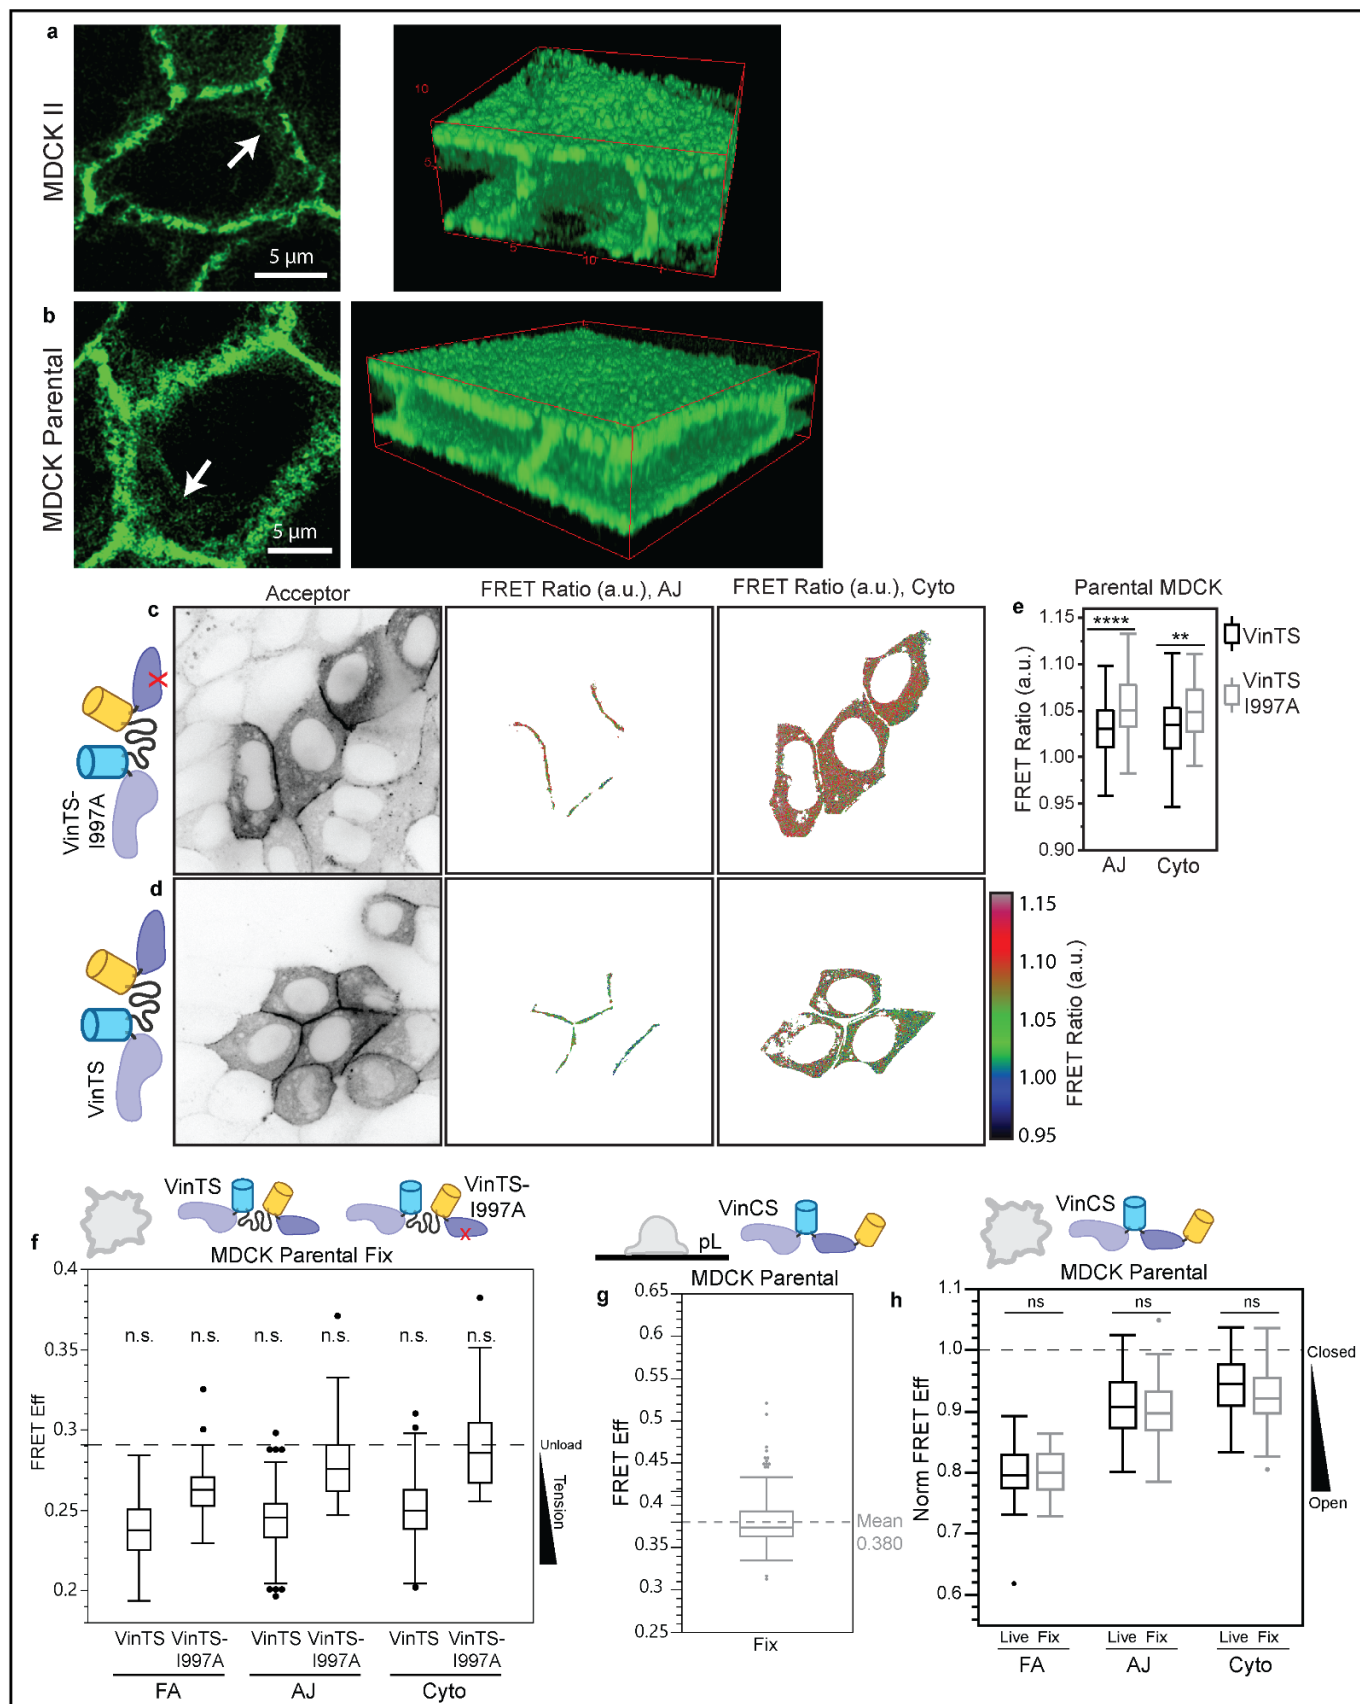 a
MDCK II
5 µm
10
5
5
10
b
MDCK Parental
5 µm
c
Acceptor
FRET Ratio (a.u.), AJ
FRET Ratio (a.u.), Cyto
VinTS-
I997A
e
Parental MDCK
1.15
1.10
1.05
1.00
0.95
0.90
FRET Ratio (a.u.)
****
**
AJ
Cyto
VinTS
VinTS
I997A
d
VinTS
1.15
1.10
1.05
1.00
0.95
FRET Ratio (a.u.)
VinTS
VinTS-
I997A
x
f
MDCK Parental Fix
0.4
0.35
0.3
0.25
0.2
FRET Eff
n.s.
n.s.
n.s.
n.s.
n.s.
n.s.
Unload
Tension
VinTS
VinTS-
I997A
VinTS
VinTS-
I997A
VinTS
VinTS-
I997A
FA
AJ
Cyto
pL
VinCS
g
MDCK Parental
0.65
0.6
0.55
0.5
0.45
0.4
0.35
0.3
0.25
FRET Eff
Mean
0.380
Fix
VinCS
h
MDCK Parental
1.1
1.0
0.9
0.8
0.7
0.6
Norm FRET Eff
ns
ns
ns
Closed
Open
Live Fix
Live Fix
Live Fix
FA
AJ
Cyto